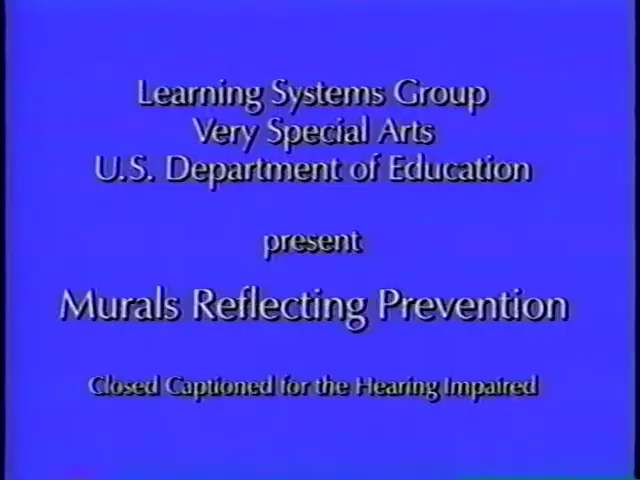 Learning Systems Group
Very Special Arts
U.S. Department of Education
present
Murals Reflecting Prevention
Closed Captioned for the Hearing Impaired